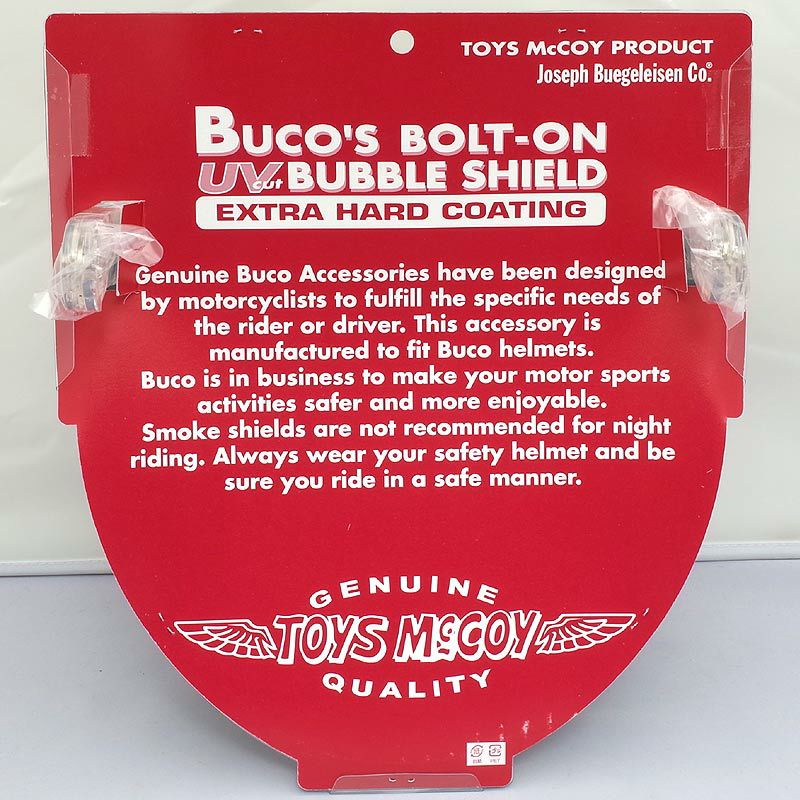 TOYS McCOY PRODUCT
Joseph Buegeleisen Co.®
BUCO'S BOLT-ON
UV cut BUBBLE SHIELD
EXTRA HARD COATING
Genuine Buco Accessories have been designed
by motorcyclists to fulfill the specific needs of
the rider or driver. This accessory is
manufactured to fit Buco helmets.
Buco is in business to make your motor sports
activities safer and more enjoyable.
Smoke shields are not recommended for night
riding. Always wear your safety helmet and be
sure you ride in a safe manner.
GENUINE
TOYS McCOY
QUALITY